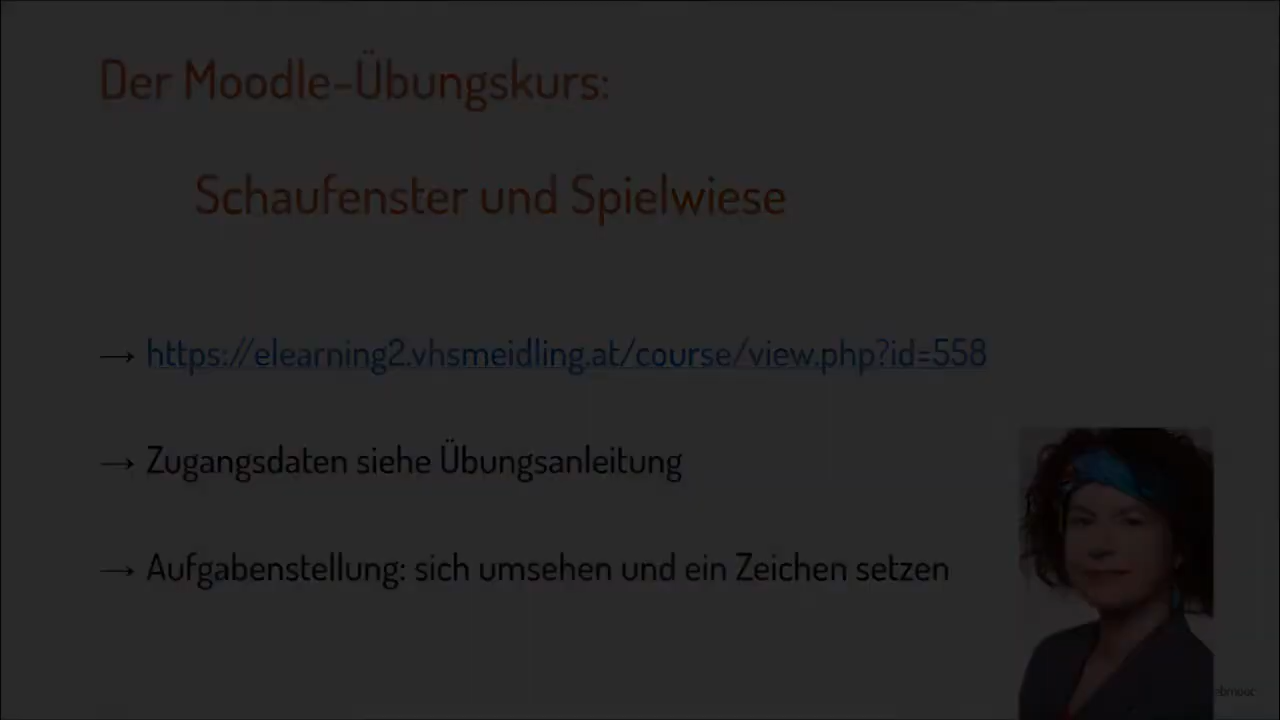 Der Moodle-Übungskurs:
Schaufenster und Spielwiese
→ https://elearning2.vhsmeidling.at/course/view.php?id=558
→ Zugangsdaten siehe Übungsanleitung
→ Aufgabenstellung: sich umsehen und ein Zeichen setzen